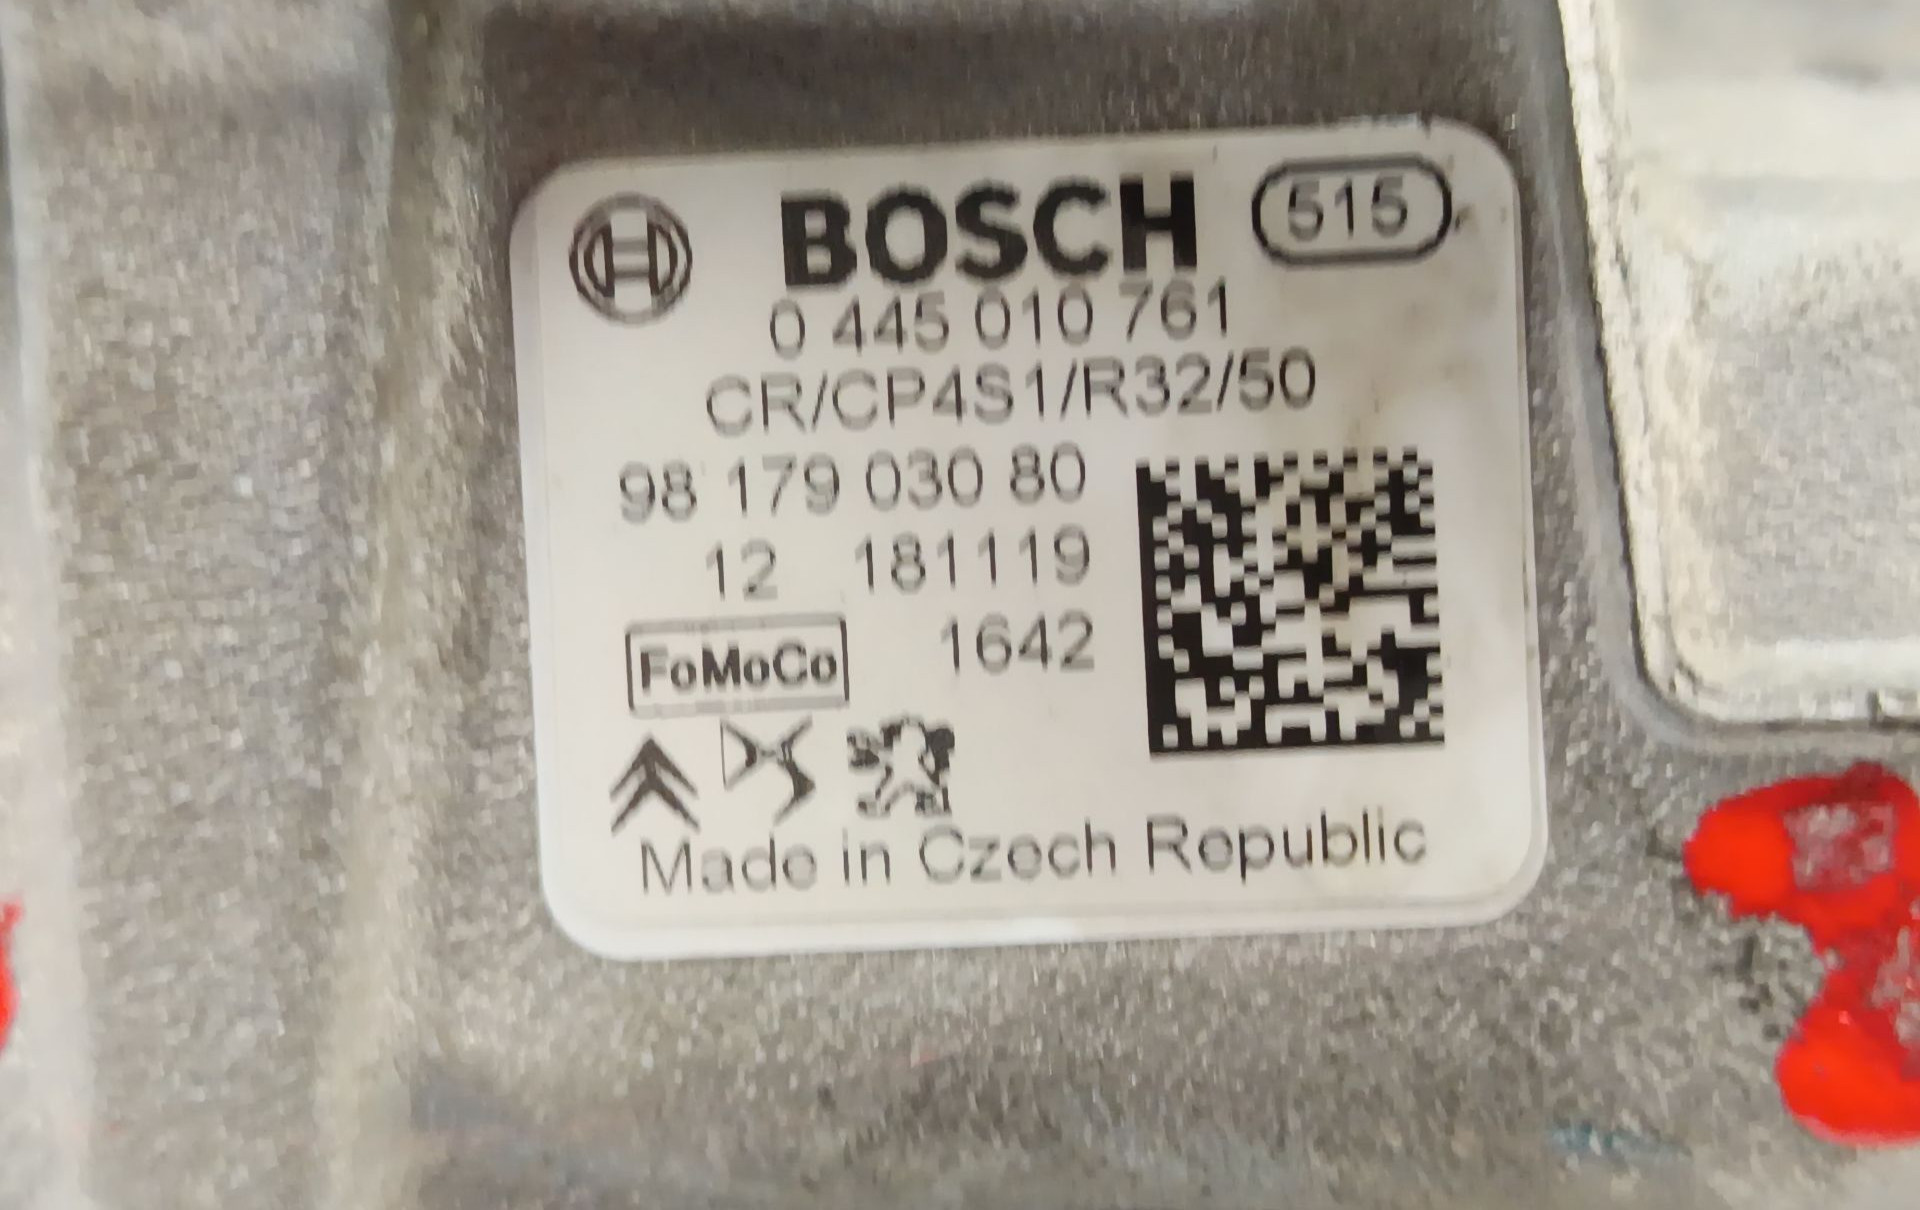 BOSCH 515
0 445 010 761
CR/CP4S1/R32/50
98 179 030 80
12 181119
FoMoCo 1642
Made in Czech Republic